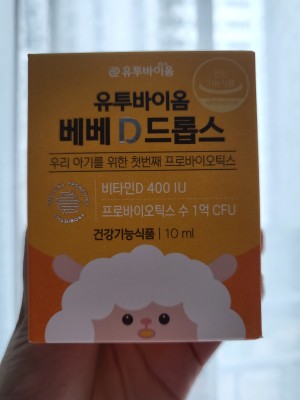 유투바이옴
유투바이옴
베베 D 드롭스
우리 아기를 위한 첫번째 프로바이오틱스
비타민D 400 IU
프로바이오틱스 수 1억 CFU
건강기능식품 | 10 ml